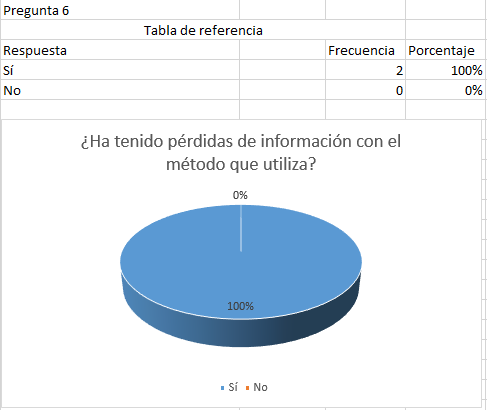 Pregunta 6
Tabla de referencia
Respuesta Frecuencia Porcentaje
Sí 2 100%
No 0 0%
¿Ha tenido pérdidas de información con el
método que utiliza?
0%
100%
Sí No